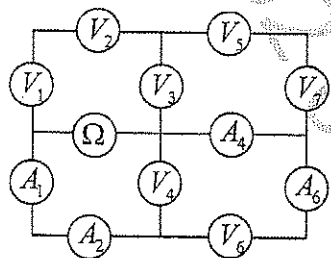 V₂ V₅
V₁ V₃ V₇
Ω A₄
A₁ V₄ A₆
A₂ V₆